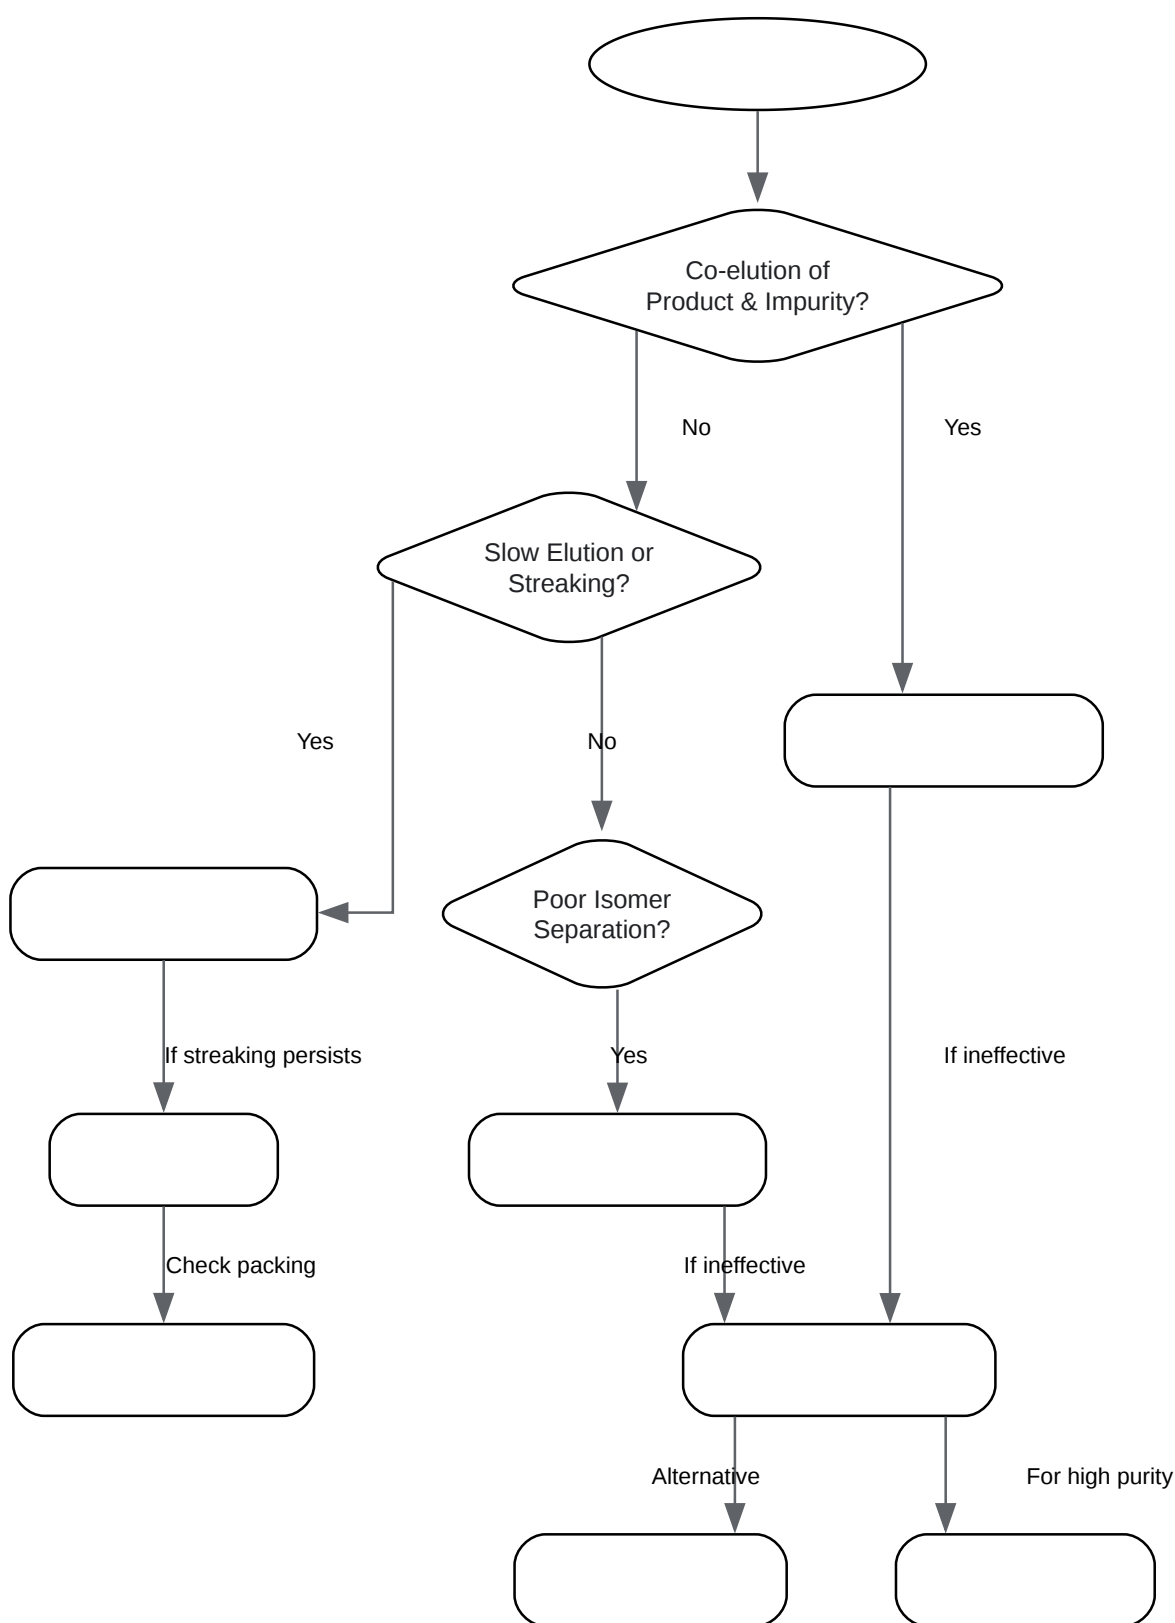 Co-elution of
Product & Impurity?
No
Yes
Slow Elution or
Streaking?
Yes
No
Poor Isomer
Separation?
If streaking persists
Yes
If ineffective
Check packing
If ineffective
Alternative
For high purity